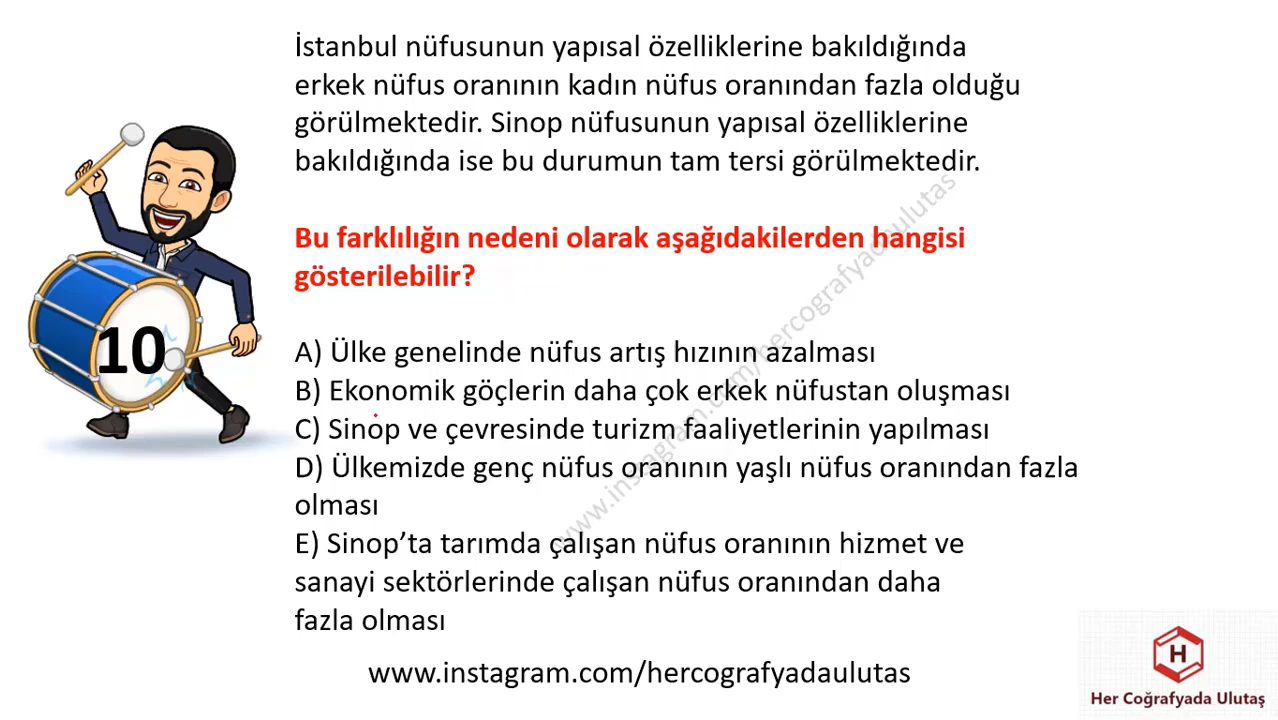 İstanbul nüfusunun yapısal özelliklerine bakıldığında
erkek nüfus oranının kadın nüfus oranından fazla olduğu
görülmektedir. Sinop nüfusunun yapısal özelliklerine
bakıldığında ise bu durumun tam tersi görülmektedir.
Bu farklılığın nedeni olarak aşağıdakilerden hangisi
gösterilebilir?
10
A) Ülke genelinde nüfus artış hızının azalması
B) Ekonomik göçlerin daha çok erkek nüfustan oluşması
C) Sinop ve çevresinde turizm faaliyetlerinin yapılması
D) Ülkemizde genç nüfus oranının yaşlı nüfus oranından fazla
olması
E) Sinop’ta tarımda çalışan nüfus oranının hizmet ve
sanayi sektörlerinde çalışan nüfus oranından daha
fazla olması
www.instagram.com/hercografyadaulutas
www.instagram.com/hercografyadaulutas
H
Her Coğrafyada Ulutaş